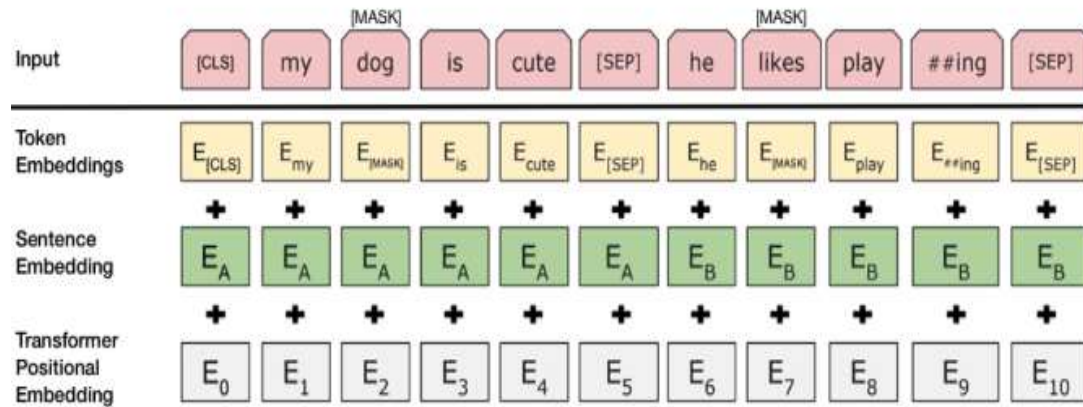 [MASK] [MASK]
Input [CLS] my dog is cute [SEP] he likes play ##ing [SEP]
Token Embeddings E[CLS] Emy E[MASK] Eis Ecute E[SEP] Ehe E[MASK] Eplay E##ing E[SEP]
+ + + + + + + + + + +
Sentence Embedding EA EA EA EA EA EA EB EB EB EB EB
+ + + + + + + + + + +
Transformer Positional Embedding E0 E1 E2 E3 E4 E5 E6 E7 E8 E9 E10